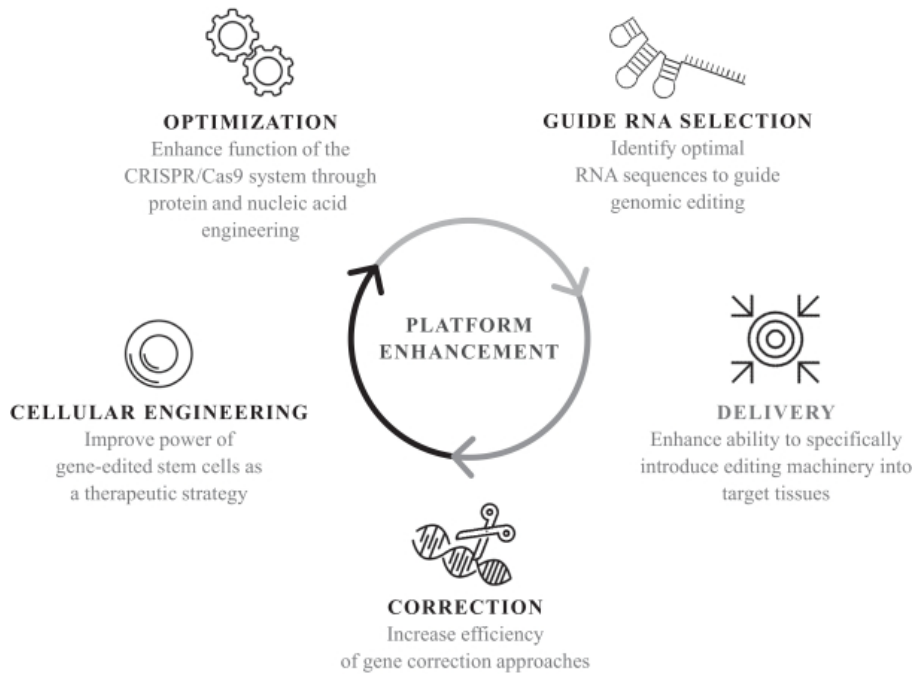 OPTIMIZATION
Enhance function of the
CRISPR/Cas9 system through
protein and nucleic acid
engineering
GUIDE RNA SELECTION
Identify optimal
RNA sequences to guide
genomic editing
PLATFORM
ENHANCEMENT
CELLULAR ENGINEERING
Improve power of
gene-edited stem cells as
a therapeutic strategy
DELIVERY
Enhance ability to specifically
introduce editing machinery into
target tissues
CORRECTION
Increase efficiency
of gene correction approaches